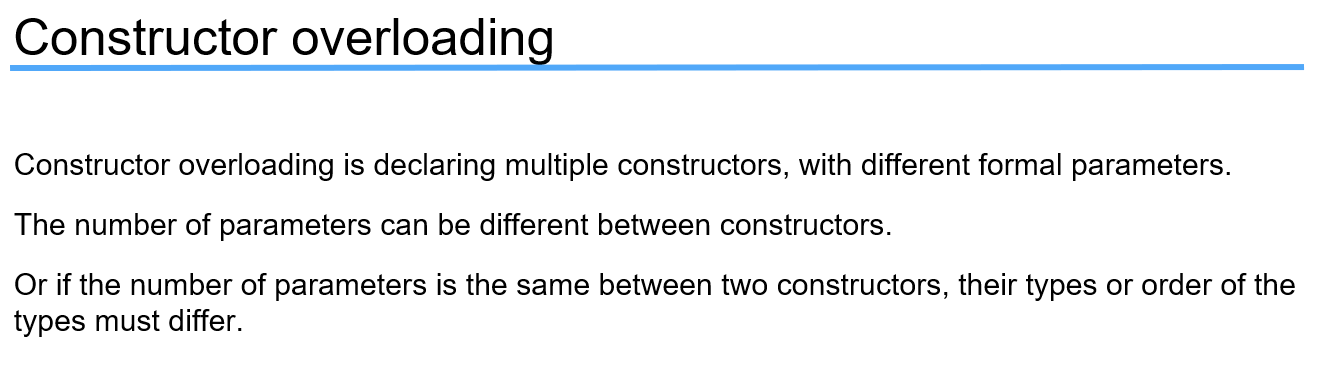 Constructor overloading
Constructor overloading is declaring multiple constructors, with different formal parameters.
The number of parameters can be different between constructors.
Or if the number of parameters is the same between two constructors, their types or order of the
types must differ.